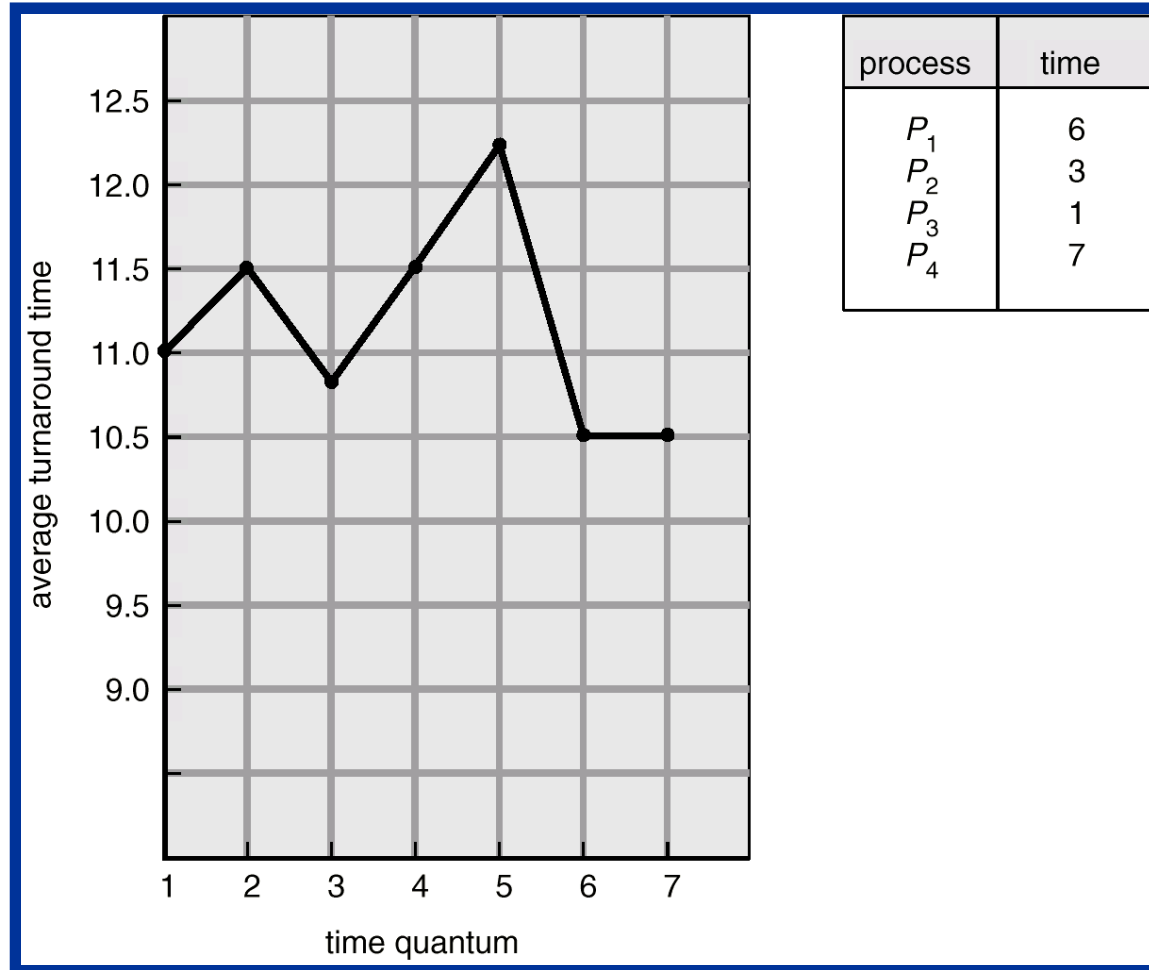 average turnaround time
12.5
12.0
11.5
11.0
10.5
10.0
9.5
9.0
1 2 3 4 5 6 7
time quantum
process time
P1 6
P2 3
P3 1
P4 7